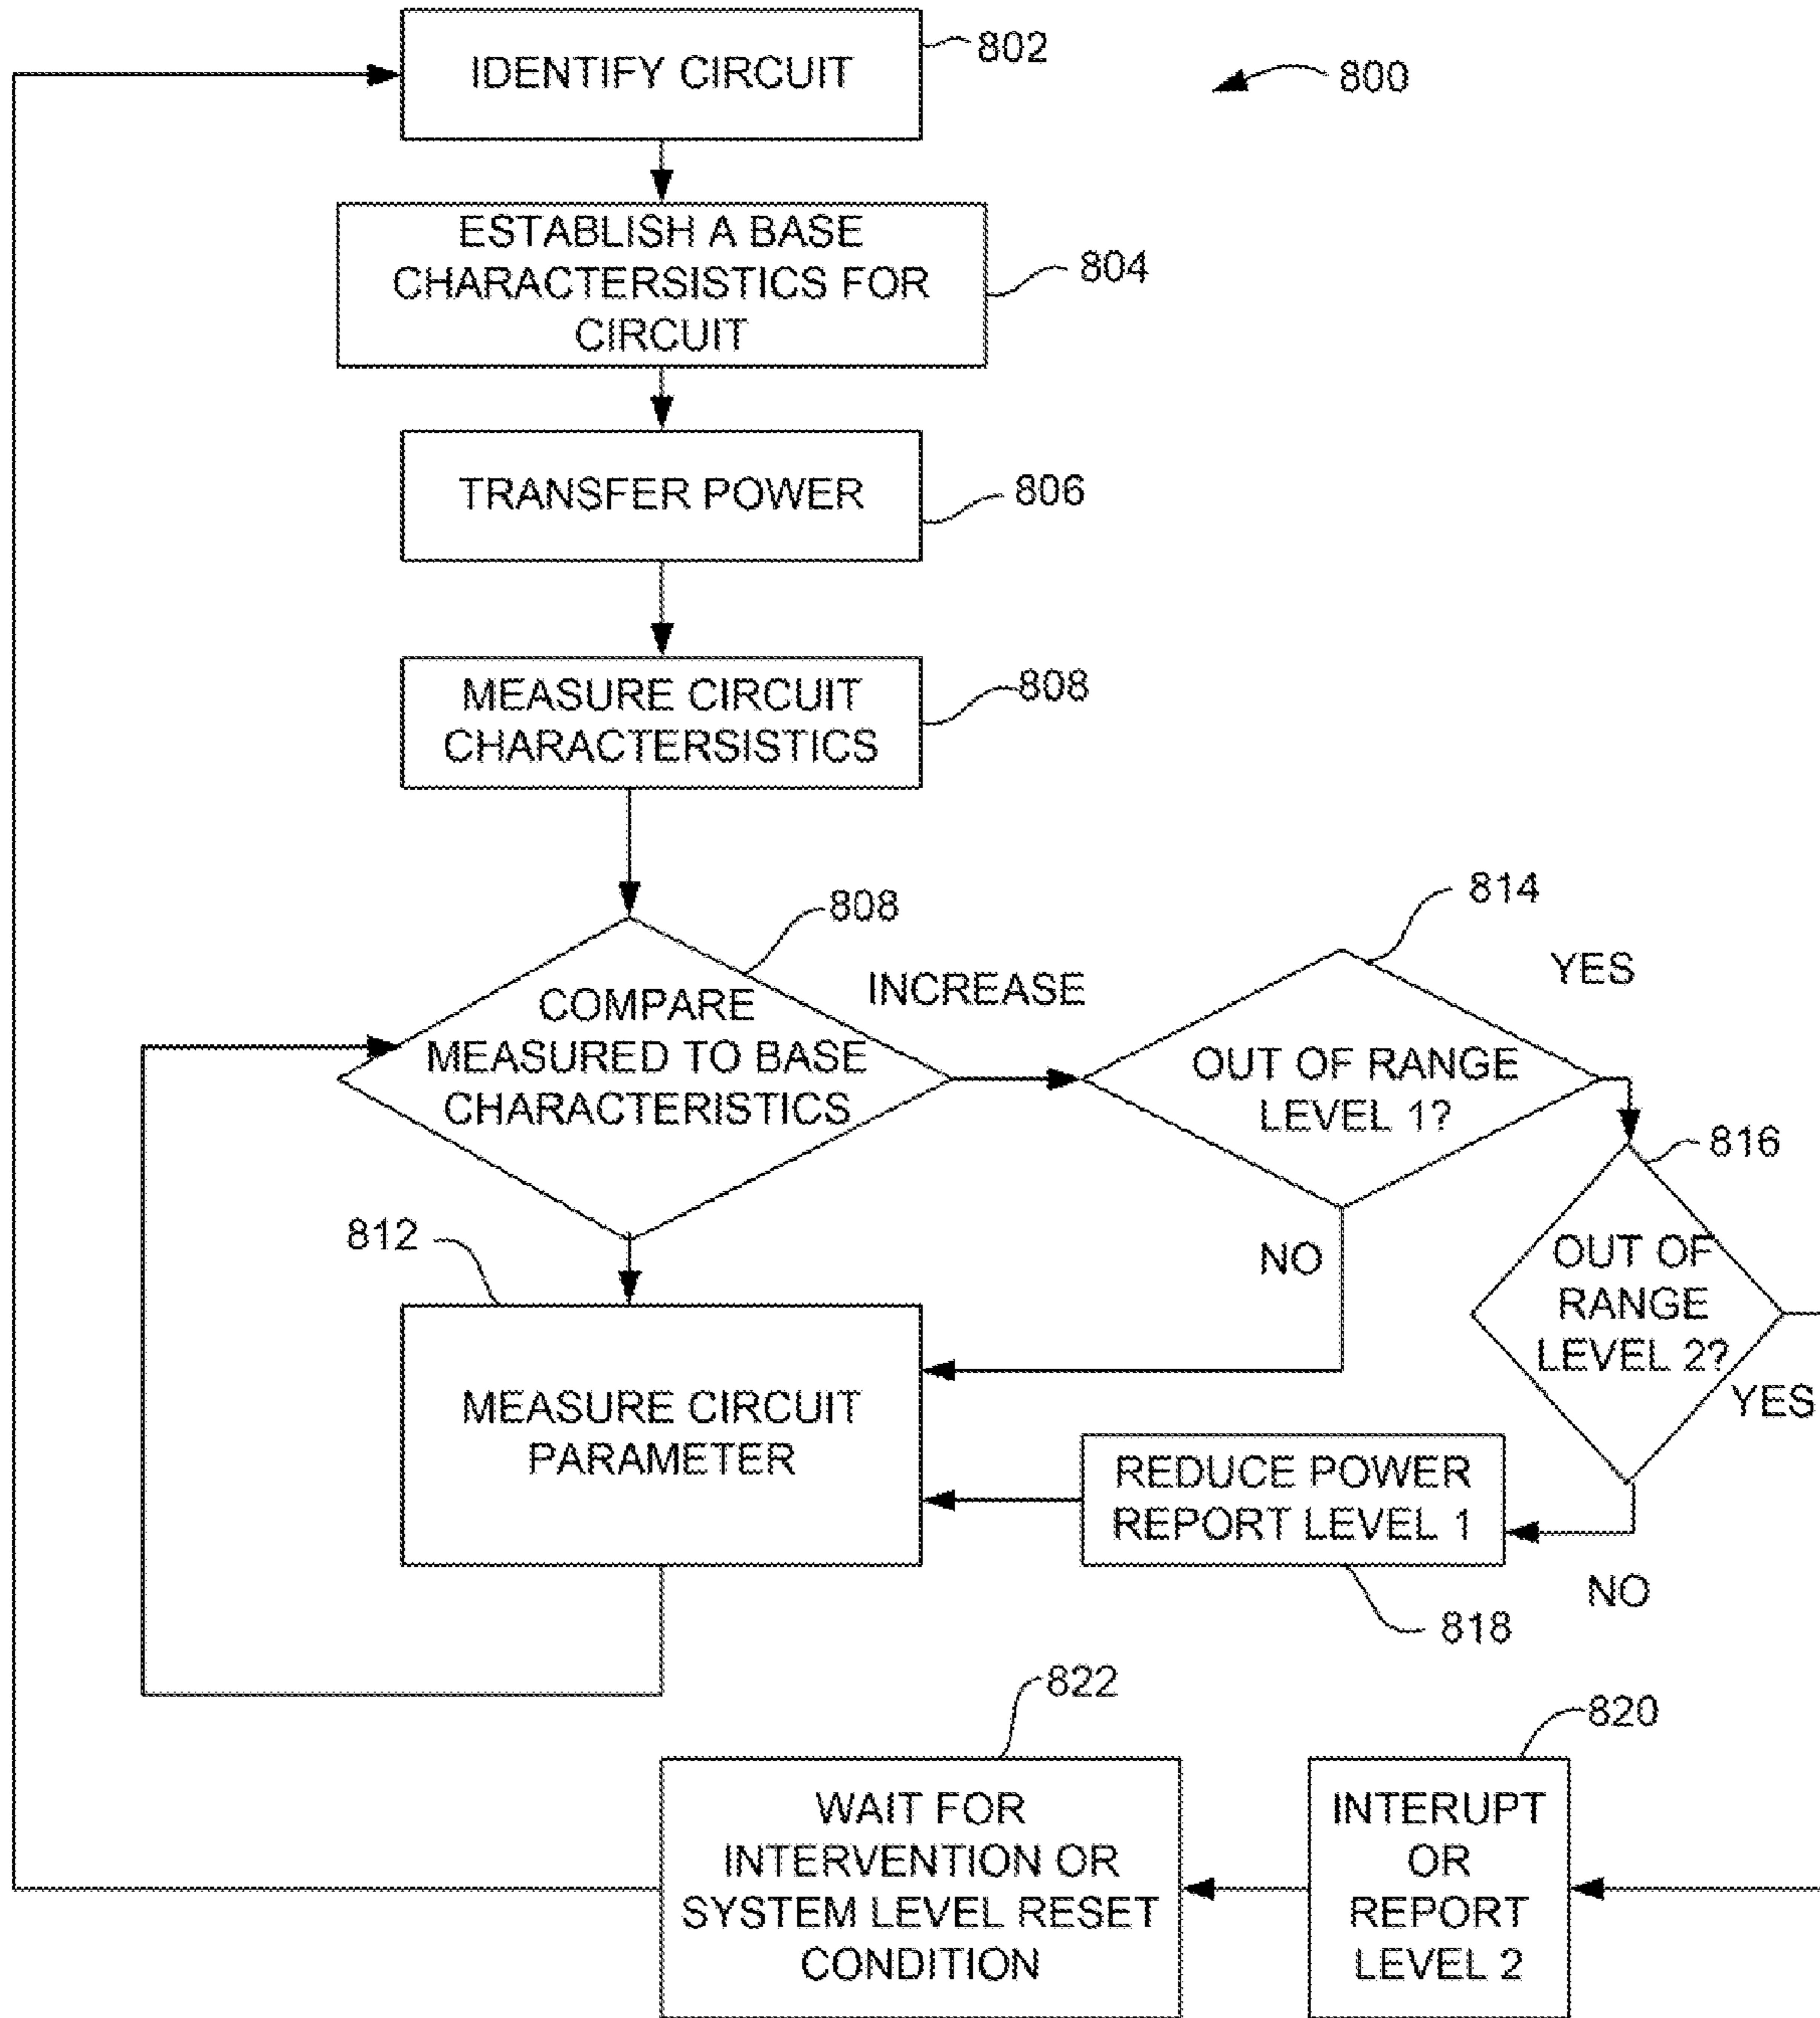 IDENTIFY CIRCUIT
802
800
ESTABLISH A BASE
CHARACTERSISTICS FOR
CIRCUIT
804
TRANSFER POWER
806
MEASURE CIRCUIT
CHARACTERSISTICS
808
808
COMPARE
MEASURED TO BASE
CHARACTERISTICS
INCREASE
814
OUT OF RANGE
LEVEL 1?
YES
NO
816
OUT OF
RANGE
LEVEL 2?
YES
NO
812
MEASURE CIRCUIT
PARAMETER
REDUCE POWER
REPORT LEVEL 1
818
822
WAIT FOR
INTERVENTION OR
SYSTEM LEVEL RESET
CONDITION
820
INTERUPT
OR
REPORT
LEVEL 2